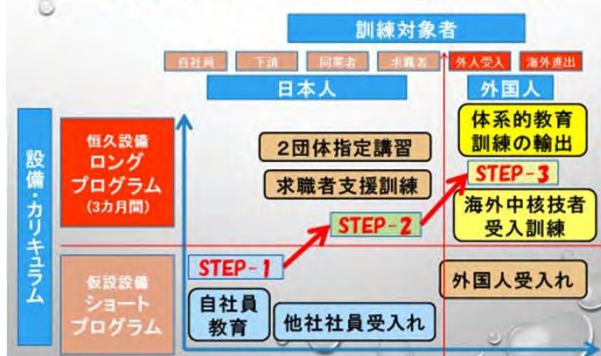 訓練対象者
自社員 下請 同業者 求職者 外人受入 海外進出
日本人 外国人
設備・カリキュラム
恒久設備
ロング
プログラム
(3カ月間)
2団体指定講習
求職者支援訓練
体系的教育
訓練の輸出
STEP-3
STEP-2
海外中核技者
受入訓練
STEP-1
仮設設備
ショート
プログラム
自社員
教育
他社社員受入れ
外国人受入れ